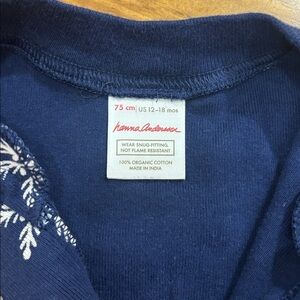 75 cm | US 12-18 mos
hanna andersson
WEAR SNUG-FITTING,
NOT FLAME RESISTANT
100% ORGANIC COTTON
MADE IN INDIA